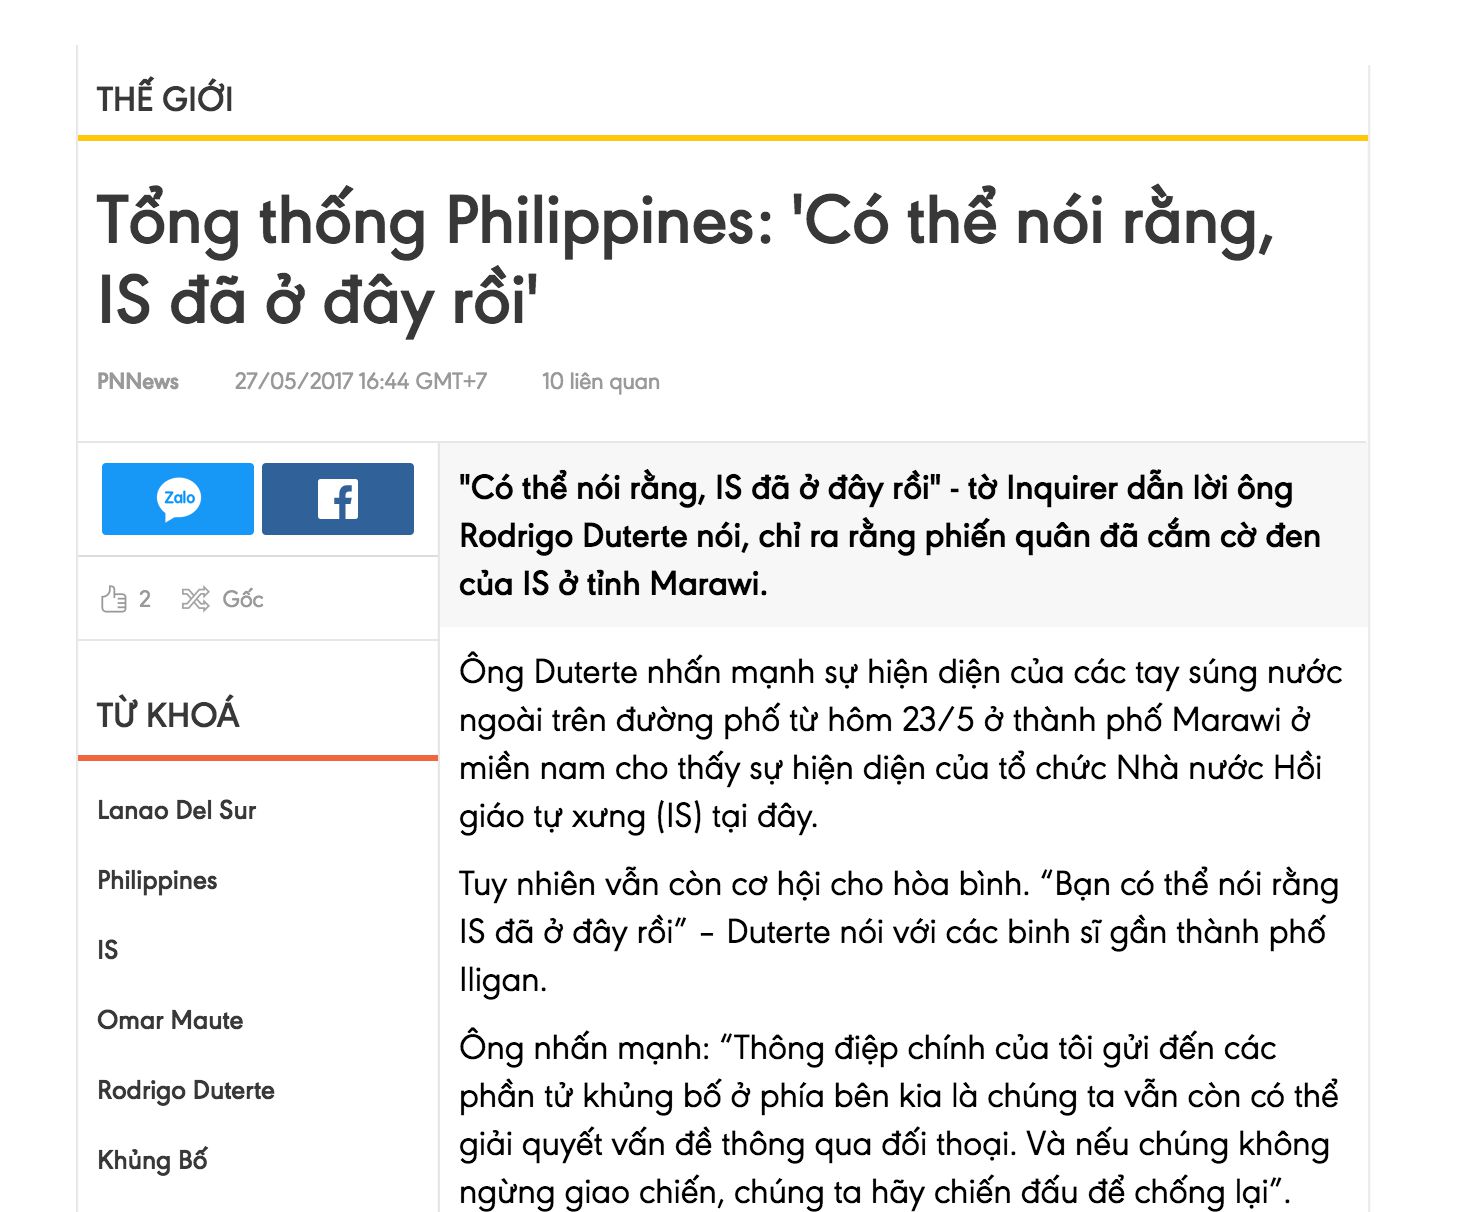 THẾ GIỚI
Tổng thống Philippines: 'Có thể nói rằng,
IS đã ở đây rồi'
PNNews 27/05/2017 16:44 GMT+7 10 liên quan
Zalo
2 Gốc
TỪ KHOÁ
Lanao Del Sur
Philippines
IS
Omar Maute
Rodrigo Duterte
Khủng Bố
"Có thể nói rằng, IS đã ở đây rồi" - tờ Inquirer dẫn lời ông
Rodrigo Duterte nói, chỉ ra rằng phiến quân đã cắm cờ đen
của IS ở tỉnh Marawi.
Ông Duterte nhấn mạnh sự hiện diện của các tay súng nước
ngoài trên đường phố từ hôm 23/5 ở thành phố Marawi ở
miền nam cho thấy sự hiện diện của tổ chức Nhà nước Hồi
giáo tự xưng (IS) tại đây.
Tuy nhiên vẫn còn cơ hội cho hòa bình. “Bạn có thể nói rằng
IS đã ở đây rồi” – Duterte nói với các binh sĩ gần thành phố
Iligan.
Ông nhấn mạnh: “Thông điệp chính của tôi gửi đến các
phần tử khủng bố ở phía bên kia là chúng ta vẫn còn có thể
giải quyết vấn đề thông qua đối thoại. Và nếu chúng không
ngừng giao chiến, chúng ta hãy chiến đấu để chống lại”.